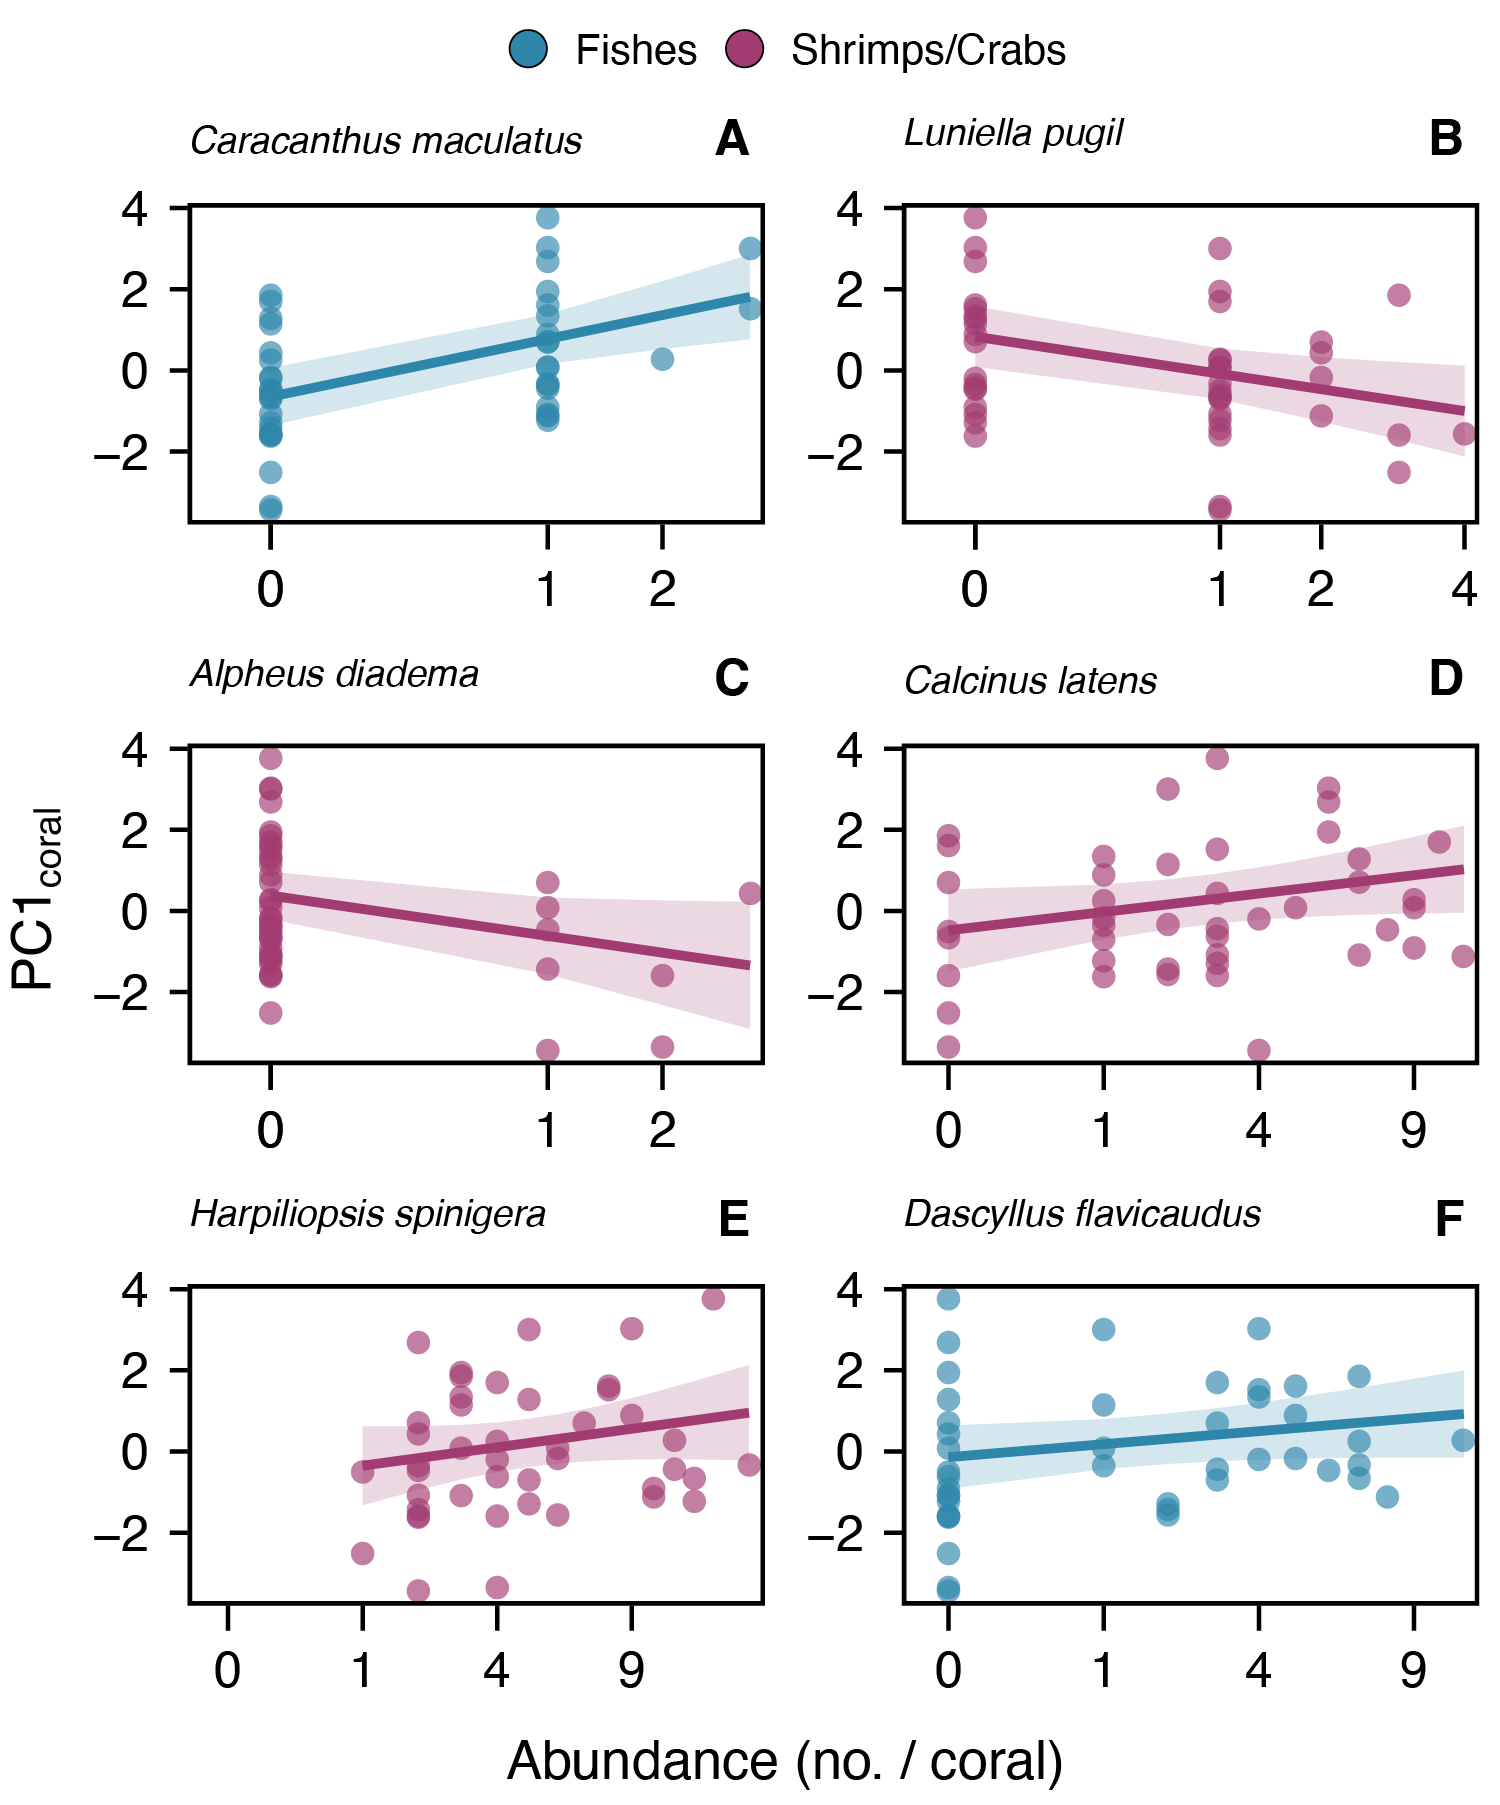 Fishes Shrimps/Crabs
Caracanthus maculatus A
4
2
0
−2
0 1 2
Luniella pugil B
4
2
0
−2
0 1 2 4
Alpheus diadema C
4
2
0
−2
0 1 2
Calcinus latens D
4
2
0
−2
0 1 4 9
Harpiliopsis spinigera E
4
2
0
−2
0 1 4 9
Dascyllus flavicaudus F
4
2
0
−2
0 1 4 9
PC1coral
Abundance (no. / coral)